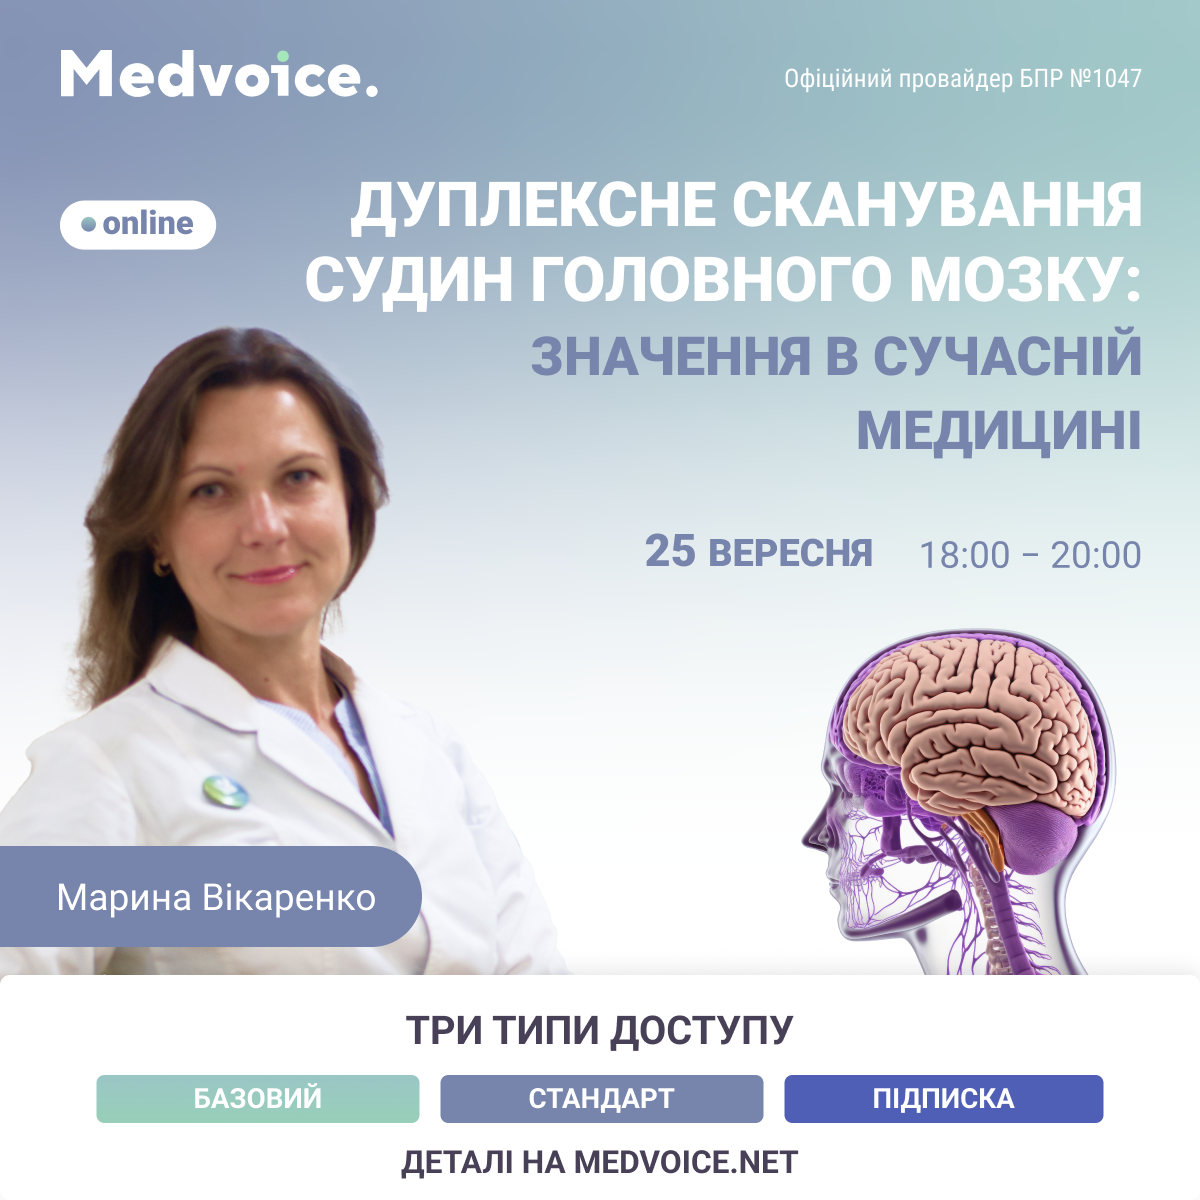 Medvoice.
Офіційний провайдер БПР №1047
online
ДУПЛЕКСНЕ СКАНУВАННЯ
СУДИН ГОЛОВНОГО МОЗКУ:
ЗНАЧЕННЯ В СУЧАСНІЙ
МЕДИЦИНІ
25 ВЕРЕСНЯ 18:00 – 20:00
Марина Вікаренко
ТРИ ТИПИ ДОСТУПУ
БАЗОВИЙ СТАНДАРТ ПІДПИСКА
ДЕТАЛІ НА MEDVOICE.NET